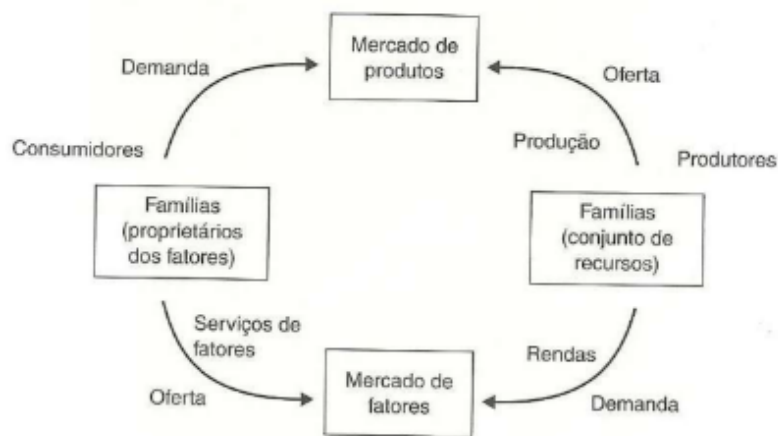 Mercado de
produtos
Demanda
Oferta
Consumidores
Produção
Produtores
Famílias
(proprietários
dos fatores)
Famílias
(conjunto de
recursos)
Serviços de
fatores
Rendas
Oferta
Mercado de
fatores
Demanda